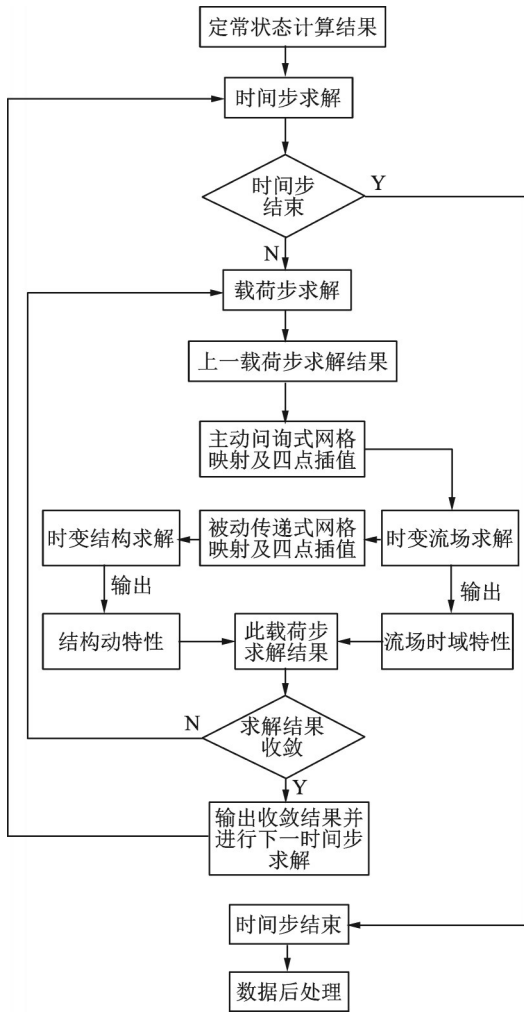 定常状态计算结果
时间步求解
时间步
结束
Y
N
载荷步求解
上一载荷步求解结果
主动问询式网格
映射及四点插值
时变结构求解
被动传递式网格
映射及四点插值
时变流场求解
输出
输出
结构动特性
此载荷步
求解结果
流场时域特性
N
求解结果
收敛
Y
输出收敛结果并
进行下一时间步
求解
时间步结束
数据后处理